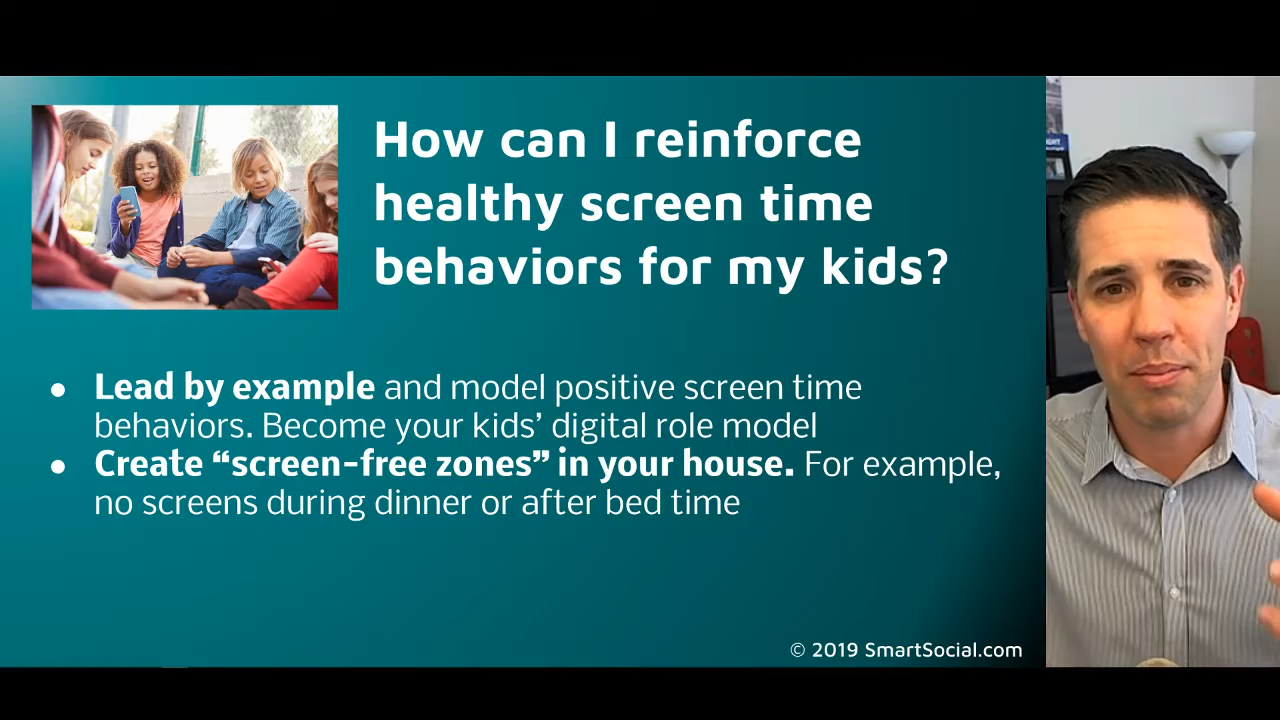 How can I reinforce
healthy screen time
behaviors for my kids?
● Lead by example and model positive screen time
behaviors. Become your kids’ digital role model
● Create “screen-free zones” in your house. For example,
no screens during dinner or after bed time
© 2019 SmartSocial.com